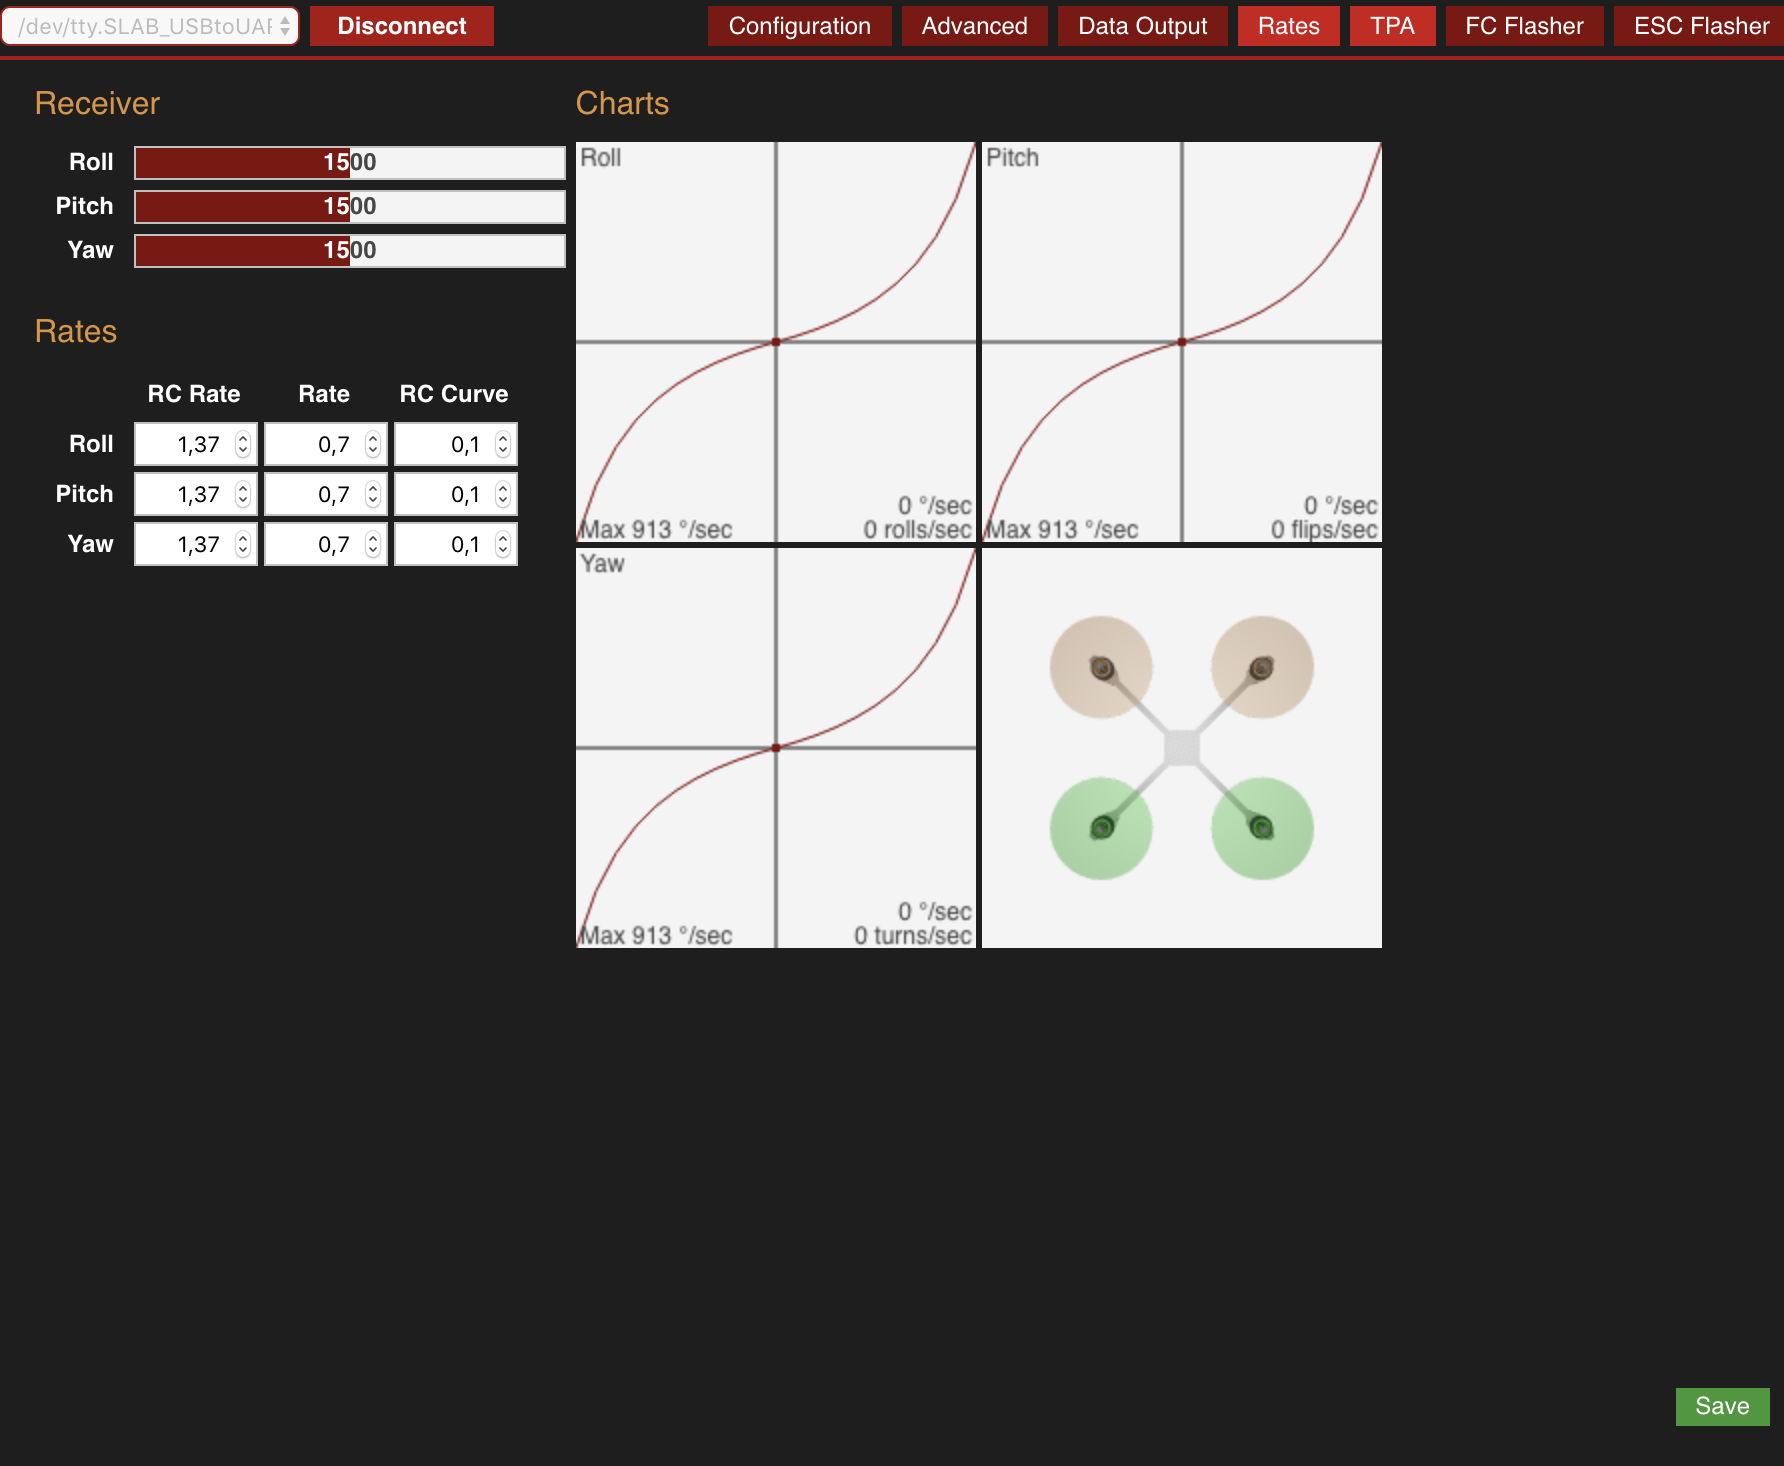 /dev/tty.SLAB_USBtoUAR
Disconnect
Configuration
Advanced
Data Output
Rates
TPA
FC Flasher
ESC Flasher
Receiver
Roll 1500
Pitch 1500
Yaw 1500
Rates
RC Rate Rate RC Curve
Roll 1,37 0,7 0,1
Pitch 1,37 0,7 0,1
Yaw 1,37 0,7 0,1
Charts
Roll
0 °/sec
Max 913 °/sec 0 rolls/sec
Pitch
0 °/sec
Max 913 °/sec 0 flips/sec
Yaw
0 °/sec
Max 913 °/sec 0 turns/sec
Save